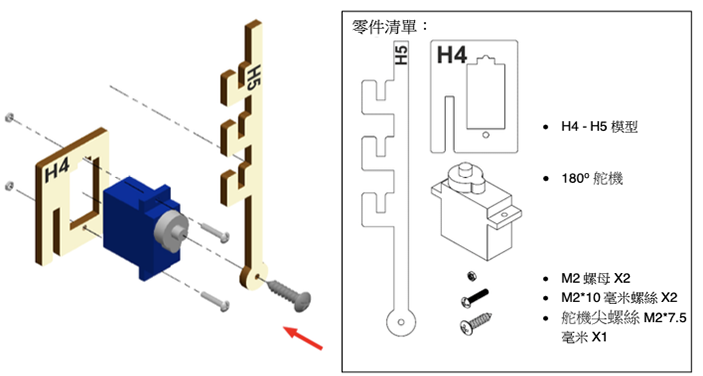 H4
H5
零件清單：
H5
H4
• H4 - H5 模型
• 180º 舵機
• M2 螺母 X2
• M2*10 毫米螺絲 X2
• 舵機尖螺絲 M2*7.5
毫米 X1